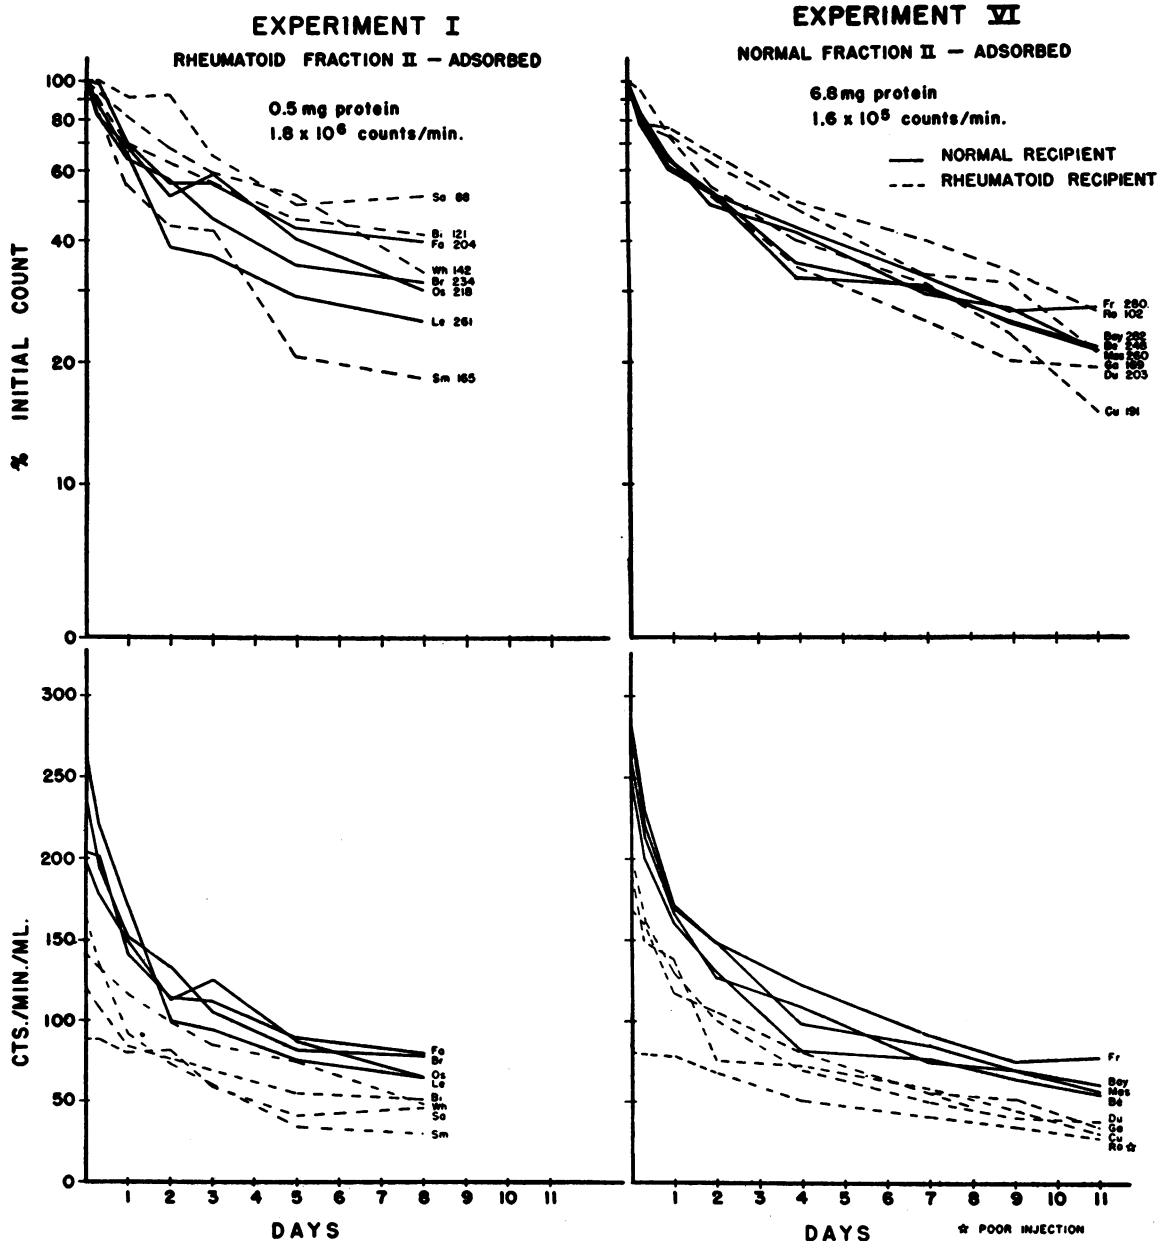 EXPERIMENT I
RHEUMATOID FRACTION II — ADSORBED
0.5 mg protein
1.8 x 10⁶ counts/min.
% INITIAL COUNT
100
80
60
40
20
10
0
Sa 88
Bi 121
Fa 204
Wh 142
Br 234
Os 218
Le 261
Sm 165
EXPERIMENT VI
NORMAL FRACTION II — ADSORBED
6.8 mg protein
1.6 x 10⁵ counts/min.
NORMAL RECIPIENT
RHEUMATOID RECIPIENT
Fr 280
Ro 102
Bay 282
Be 248
Mas 260
Ga 189
Du 203
Cu 191
CTS./MIN./ML.
300
250
200
150
100
50
0
Fa
Br
Os
Le
Bi
Wh
Sa
Sm
1 2 3 4 5 6 7 8 9 10 11
DAYS
Fr
Bay
Mas
Be
Du
Ga
Cu
Ro ☆
1 2 3 4 5 6 7 8 9 10 11
DAYS
☆ POOR INJECTION